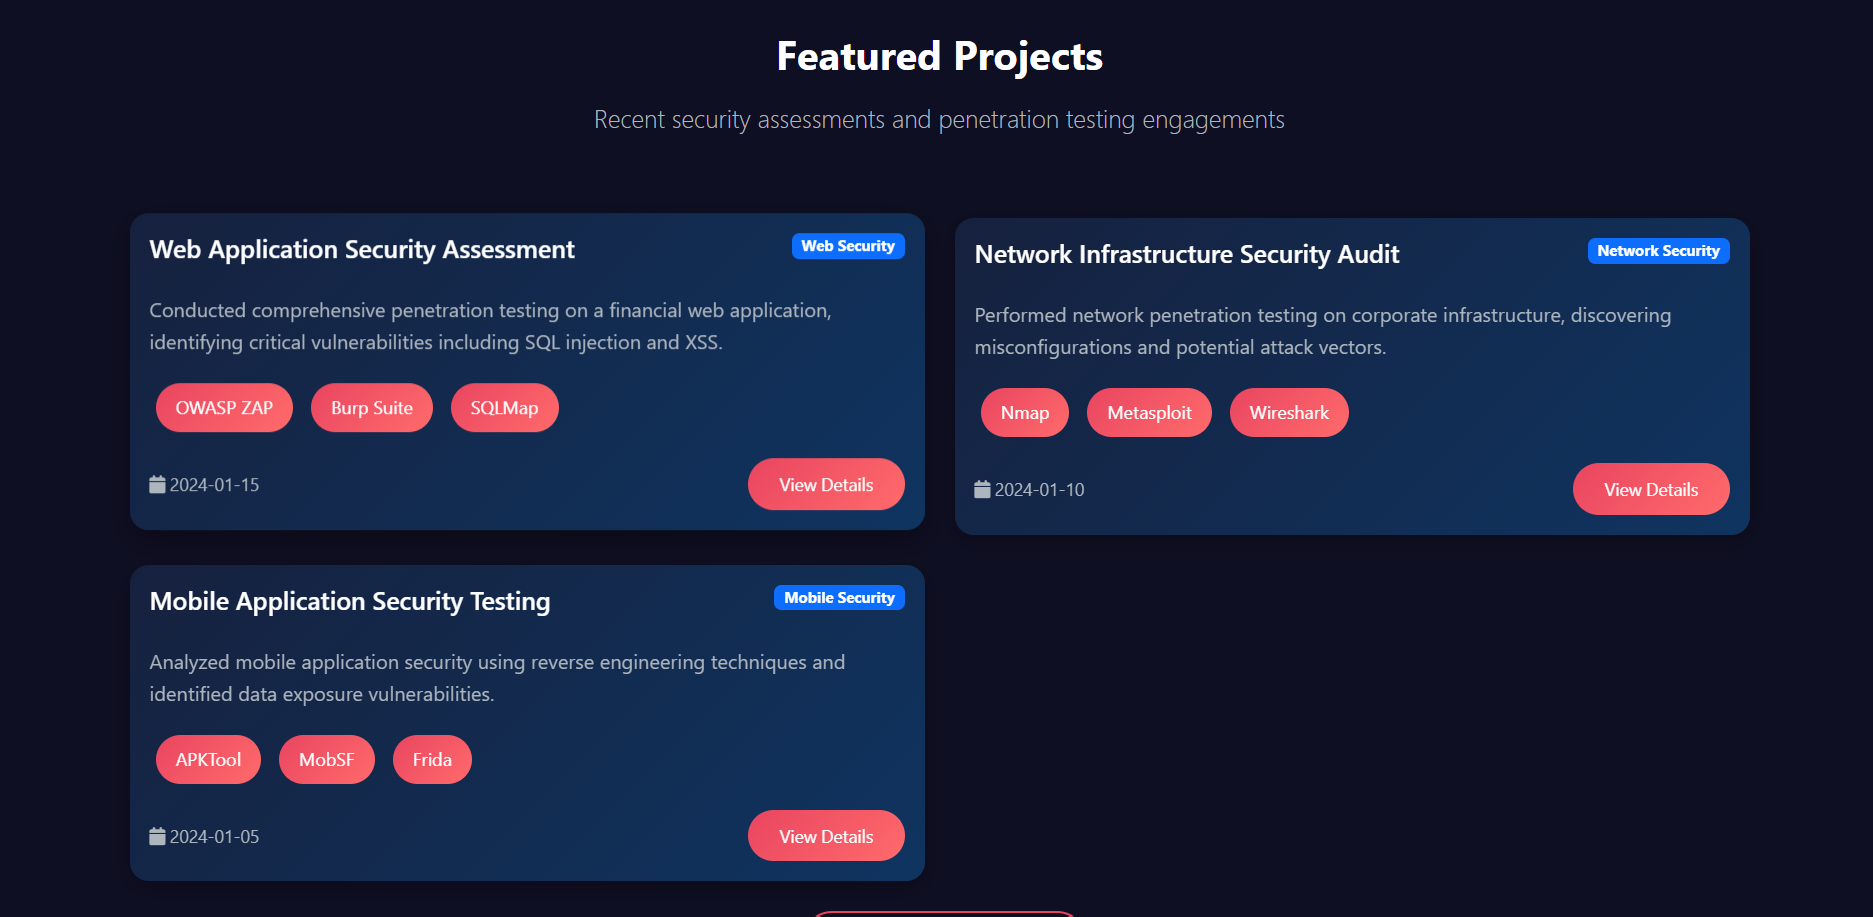 Featured Projects
Recent security assessments and penetration testing engagements
Web Application Security Assessment
Web Security
Conducted comprehensive penetration testing on a financial web application,
identifying critical vulnerabilities including SQL injection and XSS.
OWASP ZAP Burp Suite SQLMap
2024-01-15
View Details
Network Infrastructure Security Audit
Network Security
Performed network penetration testing on corporate infrastructure, discovering
misconfigurations and potential attack vectors.
Nmap Metasploit Wireshark
2024-01-10
View Details
Mobile Application Security Testing
Mobile Security
Analyzed mobile application security using reverse engineering techniques and
identified data exposure vulnerabilities.
APKTool MobSF Frida
2024-01-05
View Details